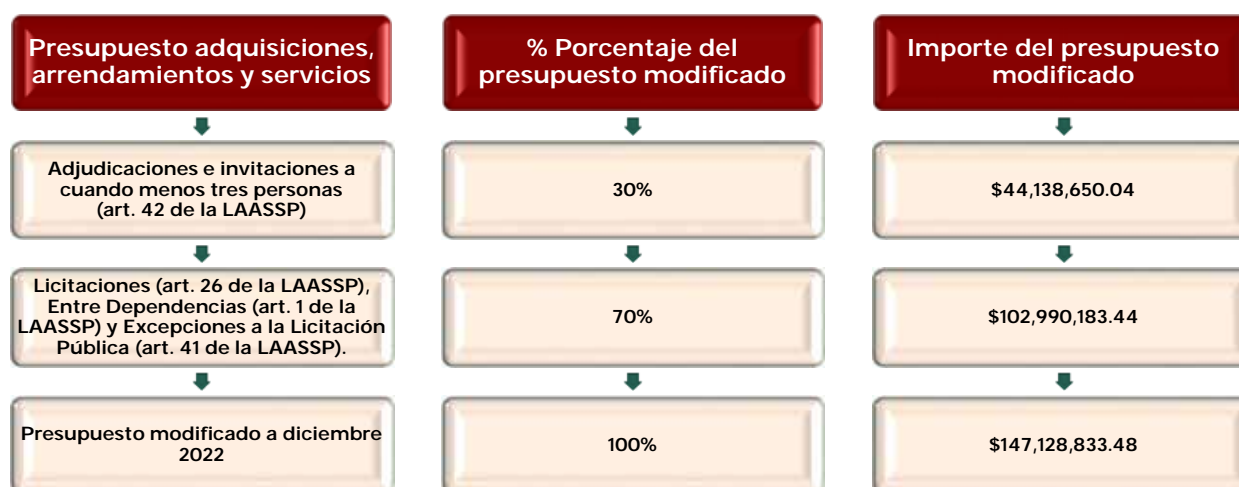 Presupuesto adquisiciones,
arrendamientos y servicios
% Porcentaje del
presupuesto modificado
Importe del presupuesto
modificado
Adjudicaciones e invitaciones a
cuando menos tres personas
(art. 42 de la LAASSP)
30%
$44,138,650.04
Licitaciones (art. 26 de la LAASSP),
Entre Dependencias (art. 1 de la
LAASSP) y Excepciones a la Licitación
Pública (art. 41 de la LAASSP).
70%
$102,990,183.44
Presupuesto modificado a diciembre
2022
100%
$147,128,833.48